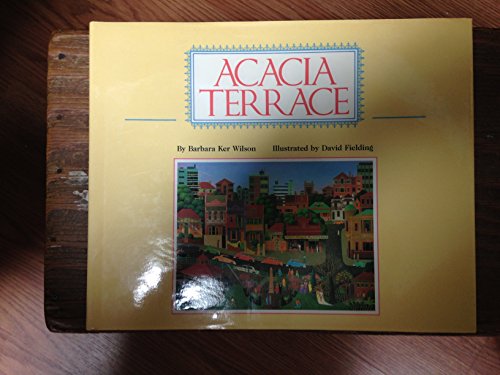 ACACIA
TERRACE
By Barbara Ker Wilson Illustrated by David Fielding